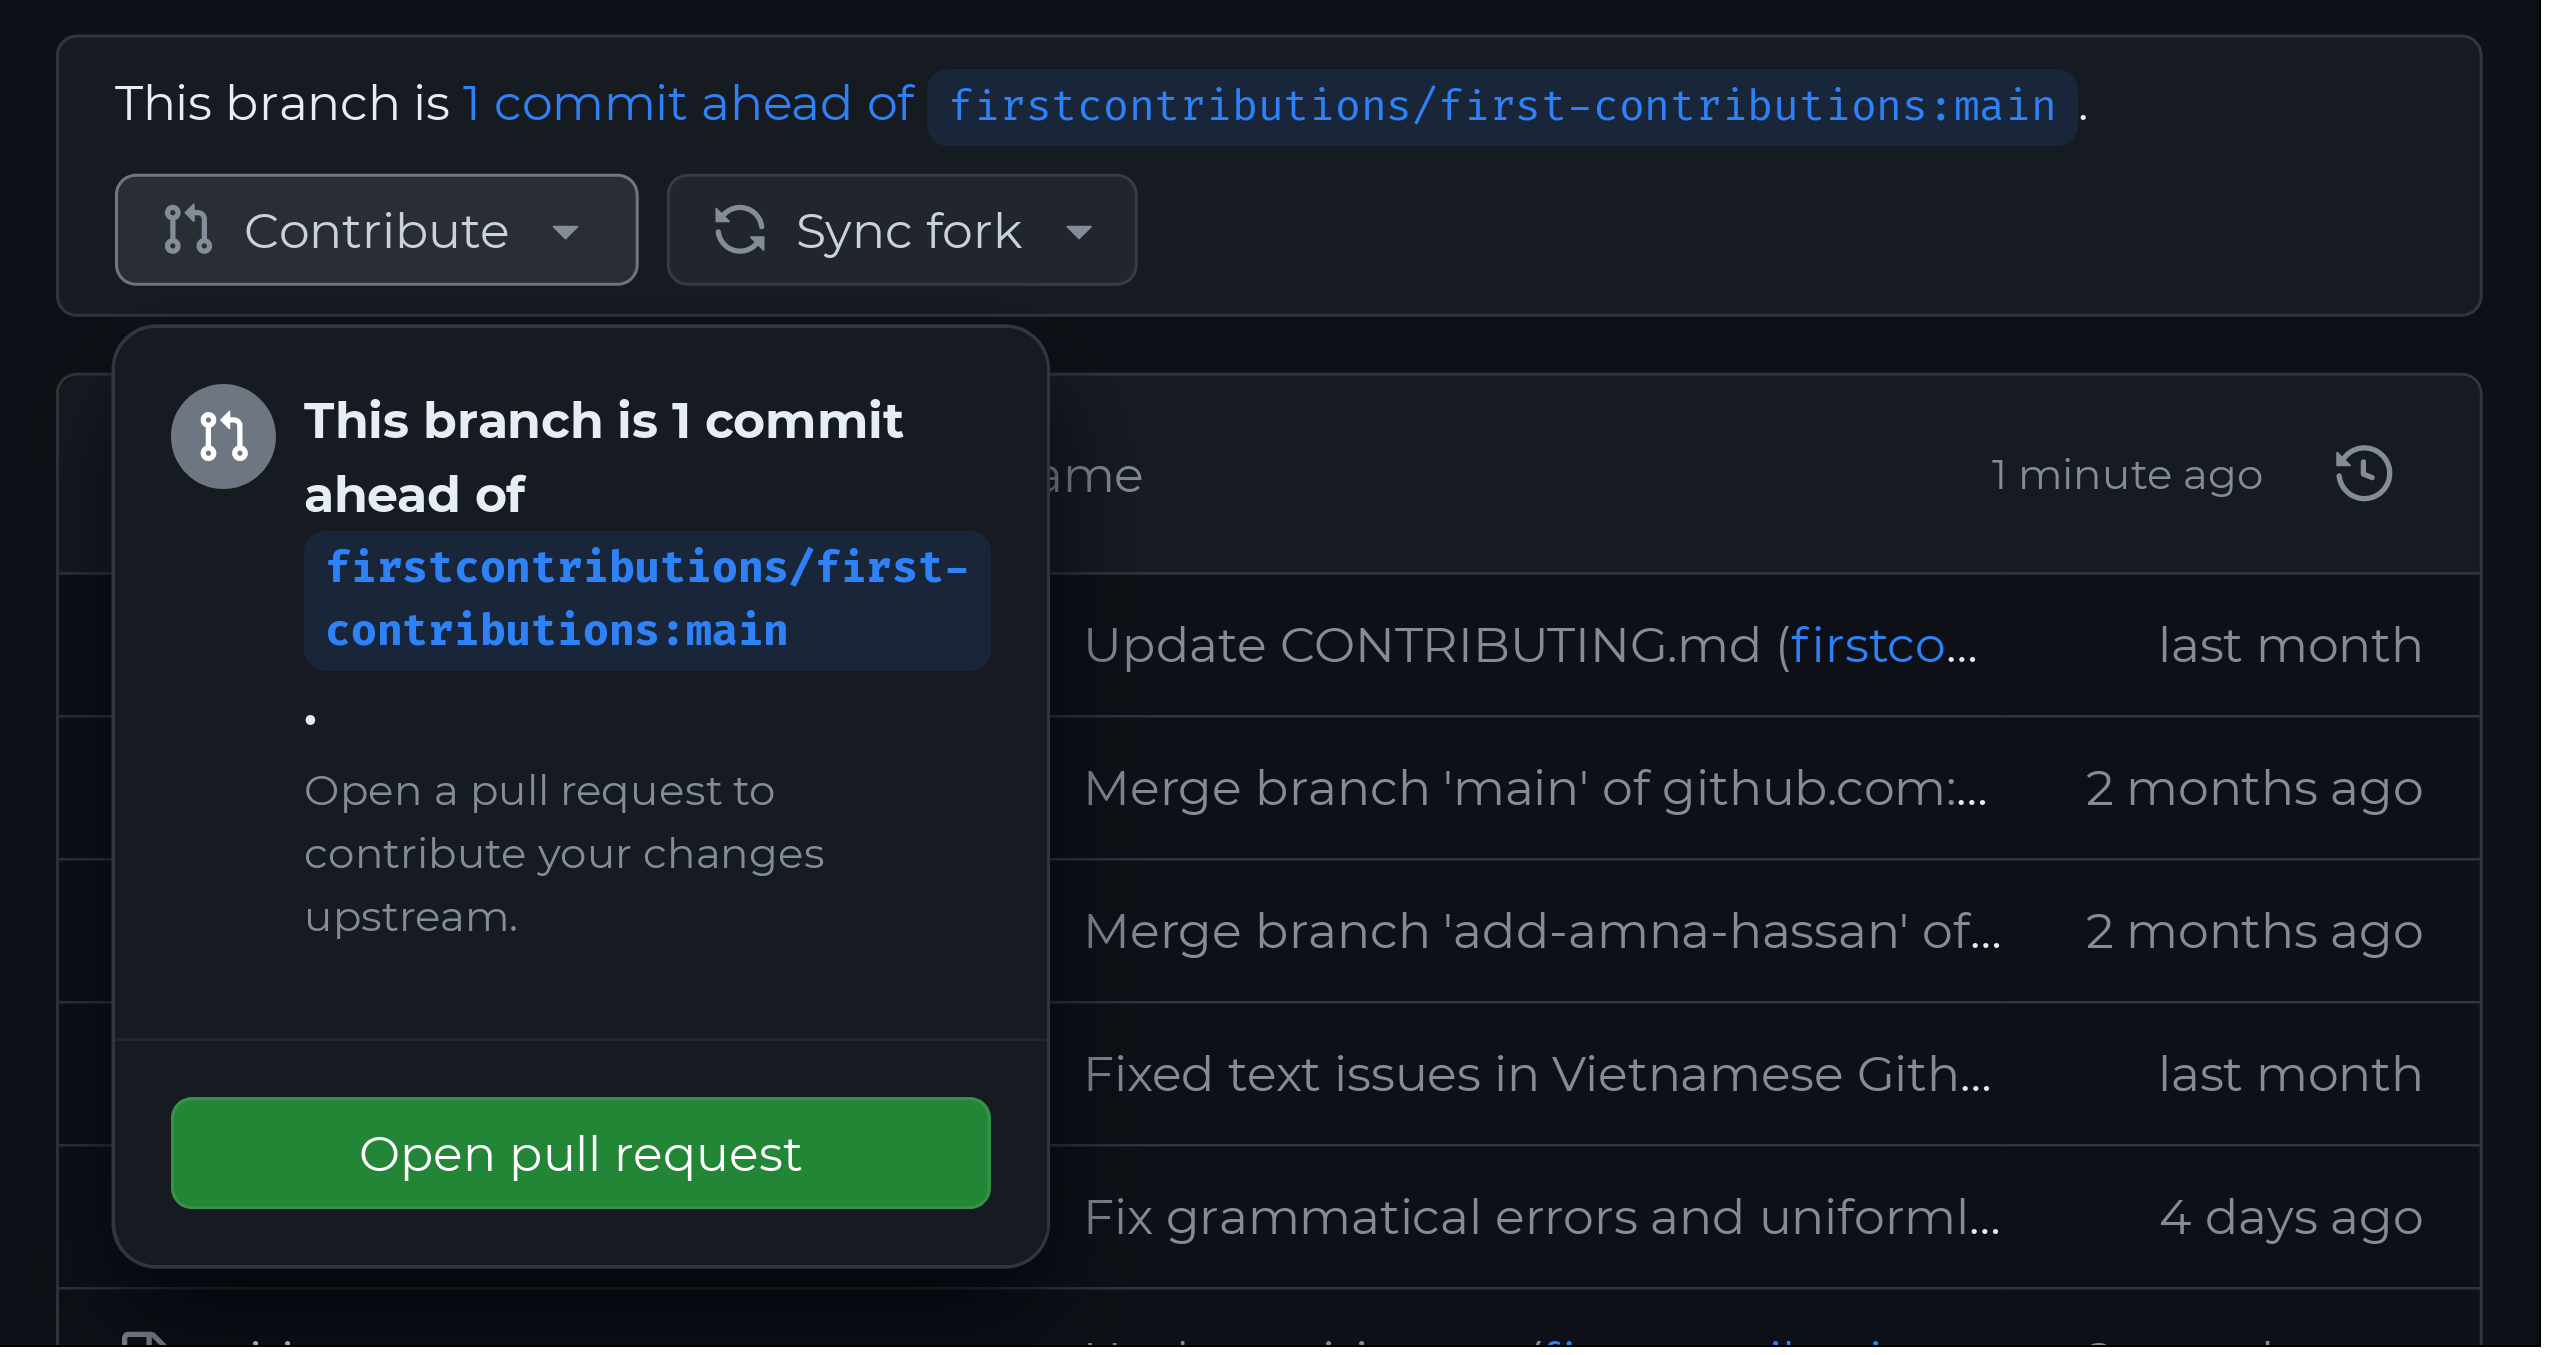 This branch is 1 commit ahead of firstcontributions/first-contributions:main.
Contribute Sync fork
This branch is 1 commit
ahead of
firstcontributions/first-
contributions:main
.
Open a pull request to
contribute your changes
upstream.
Open pull request
1 minute ago
Update CONTRIBUTING.md (firstco... last month
Merge branch 'main' of github.com:... 2 months ago
Merge branch 'add-amna-hassan' of... 2 months ago
Fixed text issues in Vietnamese Gith... last month
Fix grammatical errors and uniforml... 4 days ago